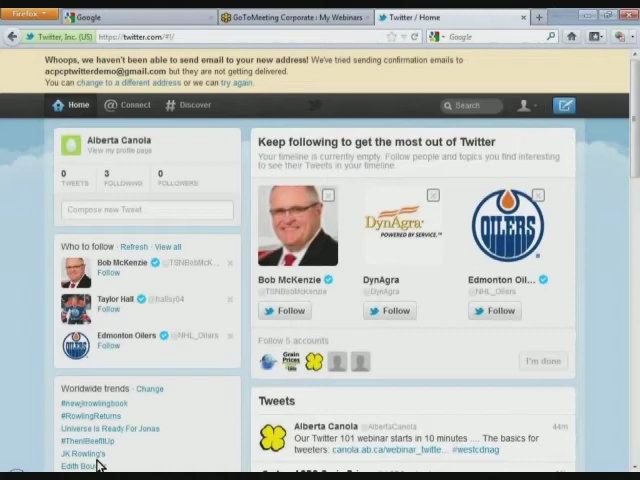 Firefox
Google
GoToMeeting Corporate : My Webinars
Twitter / Home
Twitter, Inc. (US)
https://twitter.com/#!/
Google
Whoops, we haven't been able to send email to your new address! We've tried sending confirmation emails to
acpcptwitterdemo@gmail.com but they are not getting delivered.
You can change to a different address or we can try again.
Home
@ Connect
# Discover
Search
Alberta Canola
View my profile page
0
TWEETS
3
FOLLOWING
0
FOLLOWERS
Compose new Tweet...
Who to follow · Refresh · View all
Bob McKenzie @TSNBobMcK...
Follow
Taylor Hall @hallsy04
Follow
Edmonton Oilers @NHL_Oilers
Follow
Worldwide trends · Change
#newjkrowlingbook
#RowlingReturns
Universe Is Ready For Jonas
#ThenIBeefItUp
JK Rowling's
Edith
Keep following to get the most out of Twitter
Your timeline is currently empty. Follow people and topics you find interesting
to see their Tweets in your timeline.
DynAgra
POWERED BY SERVICE
OILERS
Bob McKenzie
@TSNBobMcKenzie
Follow
DynAgra
@DynAgra
Follow
Edmonton Oil...
@NHL_Oilers
Follow
Follow 5 accounts
Grain
Prices
I'm done
Tweets
Alberta Canola @AlbertaCanola
44m
Our Twitter 101 webinar starts in 10 minutes .... The basics for
tweeters: canola.ab.ca/webinar_twitte... #westcdnag